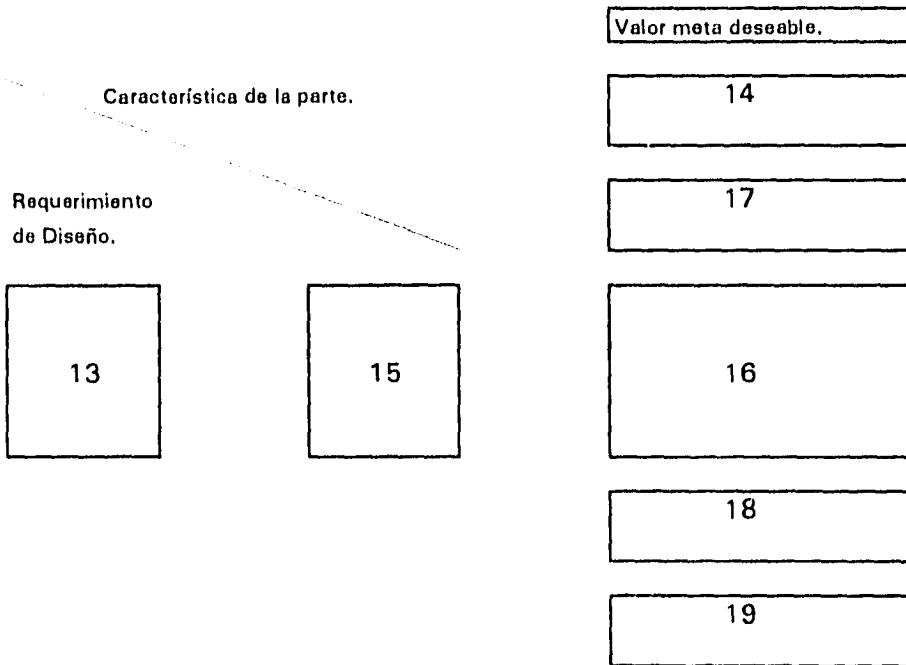 Valor meta deseable.
Característica de la parte.
14
Requerimiento
de Diseño.
17
13
15
16
18
19